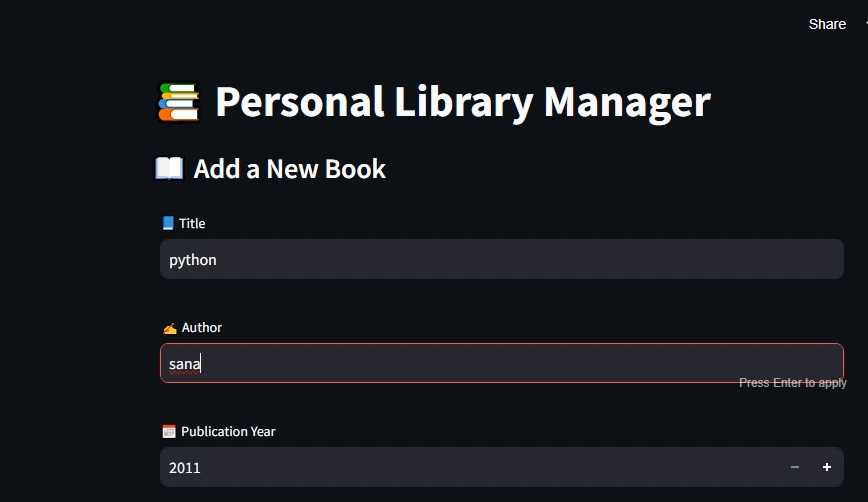 Share
Personal Library Manager
Add a New Book
Title
python
Author
sana
Press Enter to apply
Publication Year
2011